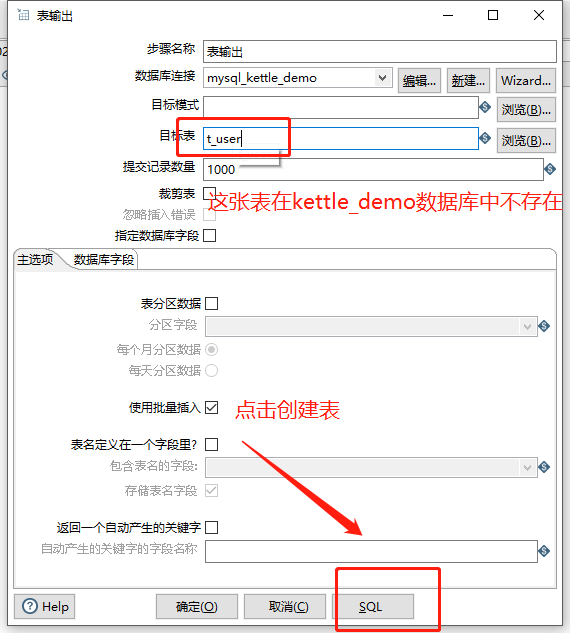 表输出
步骤名称 表输出
数据库连接 mysql_kettle_demo 编辑... 新建... Wizard...
目标模式 浏览(B)...
目标表 t_user 浏览(B)...
提交记录数量 1000
裁剪表 这张表在kettle_demo数据库中不存在
忽略插入错误
指定数据库字段
主选项 数据库字段
表分区数据
分区字段
每个月分区数据
每天分区数据
使用批量插入 点击创建表
表名定义在一个字段里?
包含表名的字段:
存储表名字段
返回一个自动产生的关键字
自动产生的关键字的字段名称
Help 确定(O) 取消(C) SQL